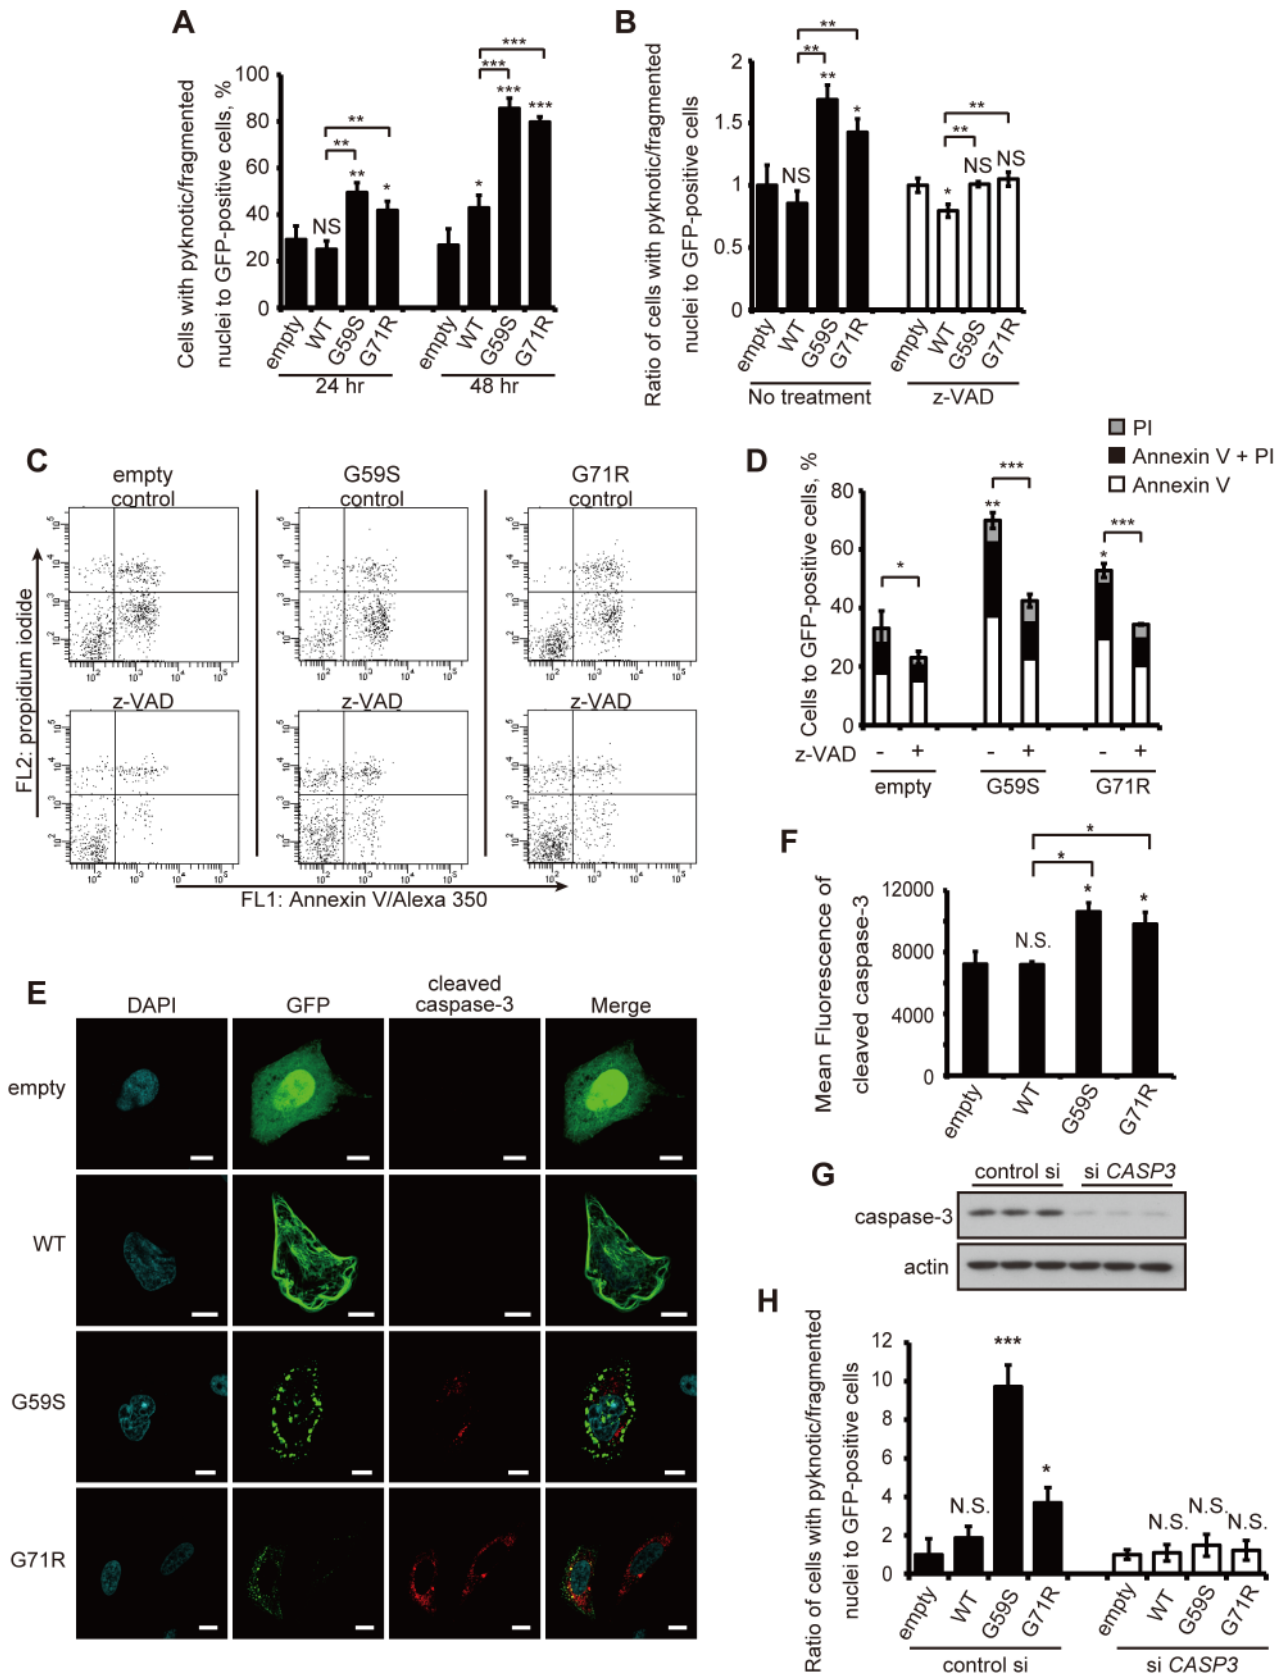 A
Cells with pyknotic/fragmented
nuclei to GFP-positive cells, %
100
80
60
40
20
0
NS
**
*
**
**
*
***
***
***
***
empty
WT
G59S
G71R
empty
WT
G59S
G71R
24 hr
48 hr
B
Ratio of cells with pyknotic/fragmented
nuclei to GFP-positive cells
2
1.5
1
0.5
0
NS
**
*
**
**
*
NS
NS
**
**
empty
WT
G59S
G71R
empty
WT
G59S
G71R
No treatment
z-VAD
C
empty
control
G59S
control
G71R
control
z-VAD
z-VAD
z-VAD
FL2: propidium iodide
FL1: Annexin V/Alexa 350
D
PI
Annexin V + PI
Annexin V
Cells to GFP-positive cells, %
80
60
40
20
0
*
**
***
*
***
z-VAD
- + - + - +
empty
G59S
G71R
E
DAPI
GFP
cleaved
caspase-3
Merge
empty
WT
G59S
G71R
F
Mean Fluorescence of
cleaved caspase-3
12000
8000
4000
0
N.S.
*
*
*
*
empty
WT
G59S
G71R
G
control si
si CASP3
caspase-3
actin
H
Ratio of cells with pyknotic/fragmented
nuclei to GFP-positive cells
12
10
8
6
4
2
0
N.S.
***
*
N.S.
N.S.
N.S.
empty
WT
G59S
G71R
empty
WT
G59S
G71R
control si
si CASP3